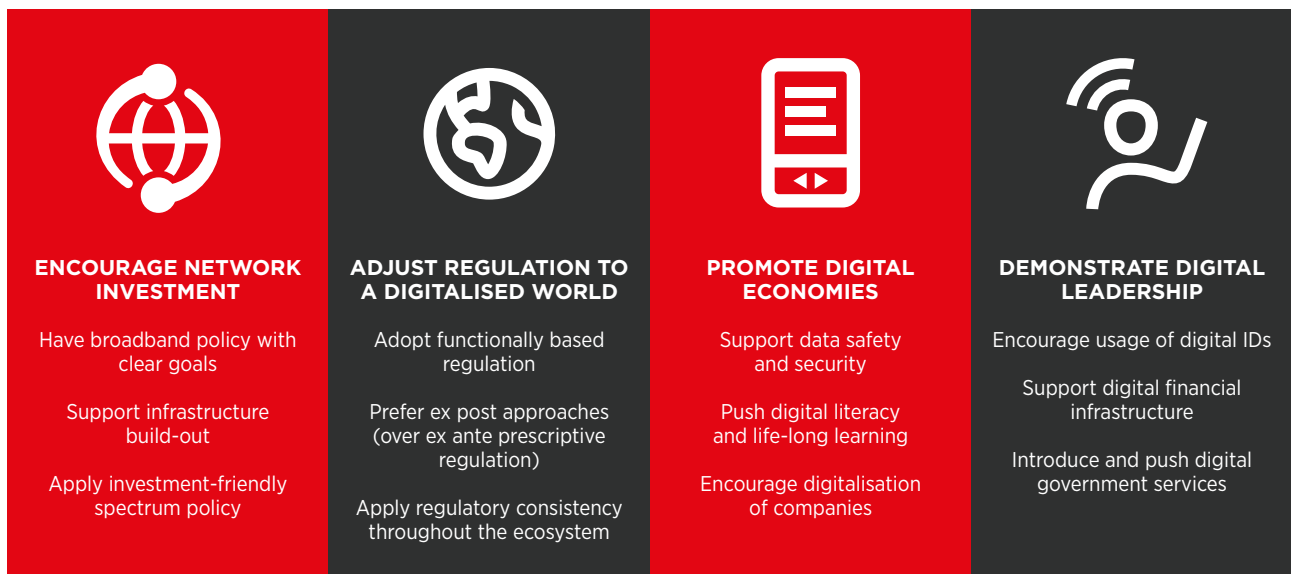 ENCOURAGE NETWORK
INVESTMENT
Have broadband policy with
clear goals
Support infrastructure
build-out
Apply investment-friendly
spectrum policy
ADJUST REGULATION TO
A DIGITALISED WORLD
Adopt functionally based
regulation
Prefer ex post approaches
(over ex ante prescriptive
regulation)
Apply regulatory consistency
throughout the ecosystem
PROMOTE DIGITAL
ECONOMIES
Support data safety
and security
Push digital literacy
and life-long learning
Encourage digitalisation
of companies
DEMONSTRATE DIGITAL
LEADERSHIP
Encourage usage of digital IDs
Support digital financial
infrastructure
Introduce and push digital
government services